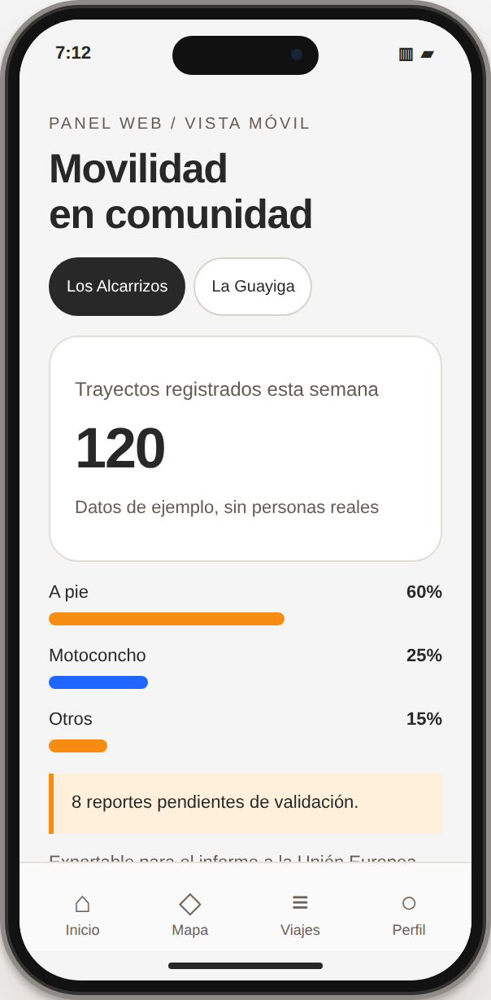 7:12
PANEL WEB / VISTA MÓVIL
Movilidad
en comunidad
Los Alcarrizos La Guayiga
Trayectos registrados esta semana
120
Datos de ejemplo, sin personas reales
A pie 60%
Motoconcho 25%
Otros 15%
8 reportes pendientes de validación.
Exportable para el informe a la Unión Europea
Inicio Mapa Viajes Perfil